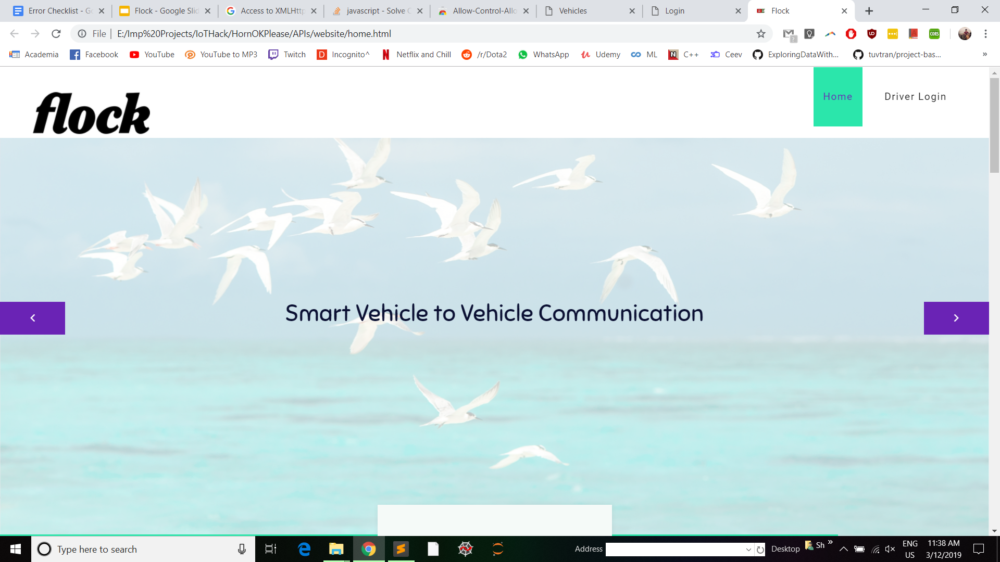 Error Checklist - Go
Flock - Google Slid
Access to XMLHttp
javascript - Solve C
Allow-Control-Allo
Vehicles
Login
Flock
File
E:/Imp%20Projects/IoTHack/HornOKPlease/APIs/website/home.html
CORS
Academia
Facebook
YouTube
YouTube to MP3
Twitch
Incognito^
Netflix and Chill
/r/Dota2
WhatsApp
Udemy
ML
C++
Ceev
ExploringDataWith...
tuvtran/project-bas...
»
flock
Home
Driver Login
Smart Vehicle to Vehicle Communication
Type here to search
Address
Desktop
Sh
»
ENG
US
11:38 AM
3/12/2019